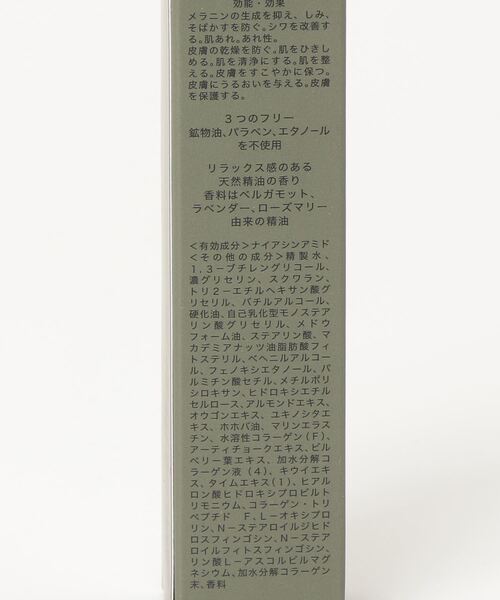 効能・効果
メラニンの生成を抑え、しみ、
そばかすを防ぐ。シワを改善す
る。肌あれ。あれ性。
皮膚の乾燥を防ぐ。肌をひきし
める。肌を清浄にする。肌を整
える。皮膚をすこやかに保つ。
皮膚にうるおいを与える。皮膚
を保護する。
３つのフリー
鉱物油、パラベン、エタノール
を不使用
リラックス感のある
天然精油の香り
香料はベルガモット、
ラベンダー、ローズマリー
由来の精油
＜有効成分＞ナイアシンアミド
＜その他の成分＞精製水、
1，3－ブチレングリコール、
濃グリセリン、スクワラン、
トリ2－エチルヘキサン酸グ
リセリル、バチルアルコール、
硬化油、自己乳化型モノステア
リン酸グリセリル、メドウ
フォーム油、ステアリン酸、マ
カデミアナッツ油脂肪酸フィ
トステリル、ベヘニルアルコー
ル、フェノキシエタノール、パ
ルミチン酸セチル、メチルポリ
シロキサン、ヒドロキシエチル
セルロース、アルモンドエキス、
オウゴンエキス、ユキノシタエ
キス、ホホバ油、マリンエラス
チン、水溶性コラーゲン（F）、
アーティチョークエキス、ビル
ベリー葉エキス、加水分解コ
ラーゲン液（4）、キウイエキ
ス、タイムエキス（1）、ヒアル
ロン酸ヒドロキシプロピルト
リモニウム、コラーゲン・トリ
ペプチド　F、L－オキシプロ
リン、N－ステアロイルジヒド
ロスフィンゴシン、N－ステア
ロイルフィトスフィンゴシン、
リン酸L－アスコルビルマグ
ネシウム、加水分解コラーゲン
末、香料